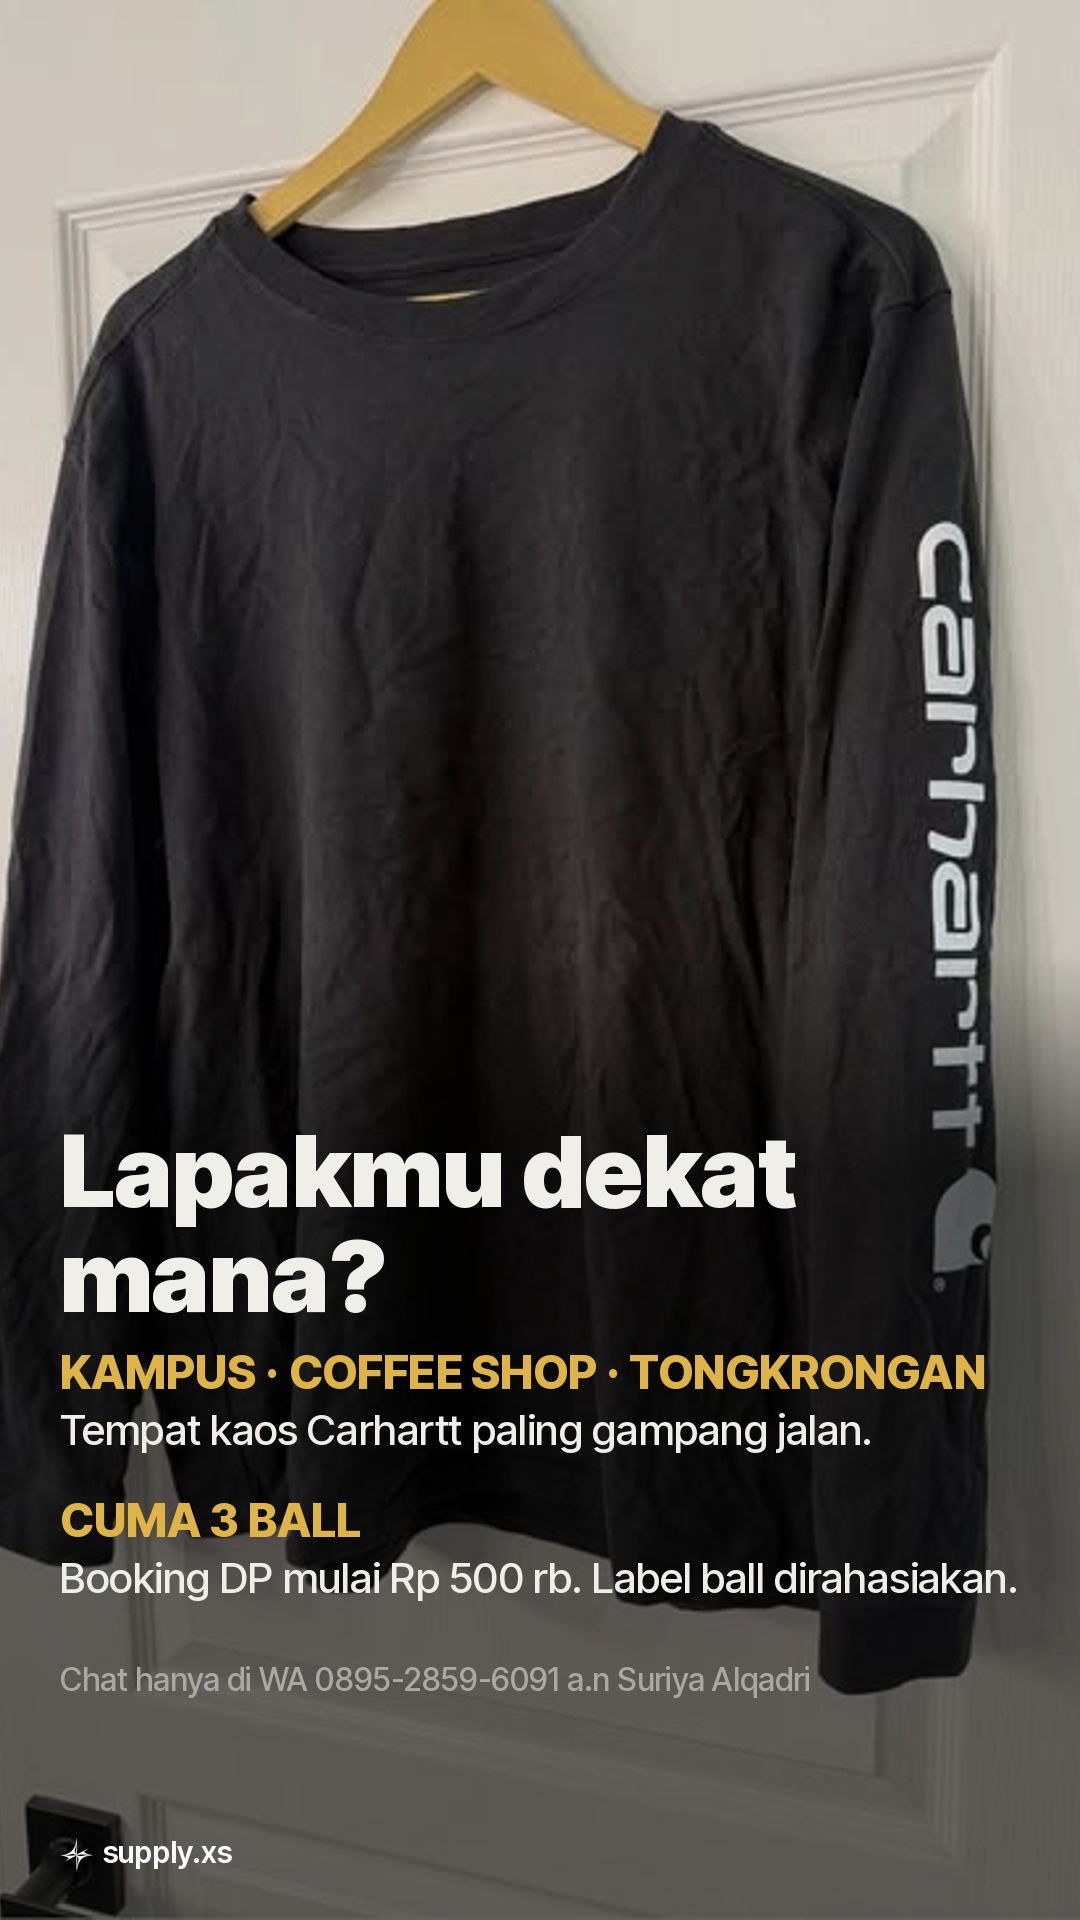 carhartt
Lapakmu dekat
mana?
KAMPUS · COFFEE SHOP · TONGKRONGAN
Tempat kaos Carhartt paling gampang jalan.
CUMA 3 BALL
Booking DP mulai Rp 500 rb. Label ball dirahasiakan.
Chat hanya di WA 0895-2859-6091 a.n Suriya Alqadri
supply.xs